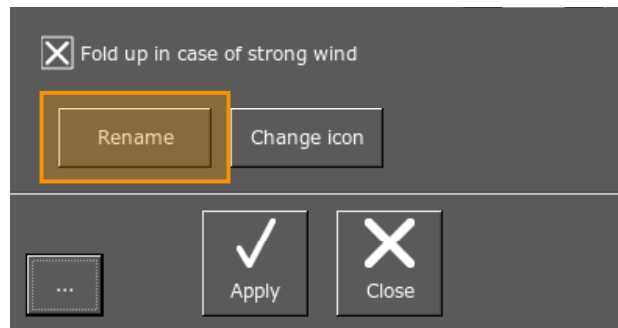 Fold up in case of strong wind
Rename
Change icon
...
Apply
Close